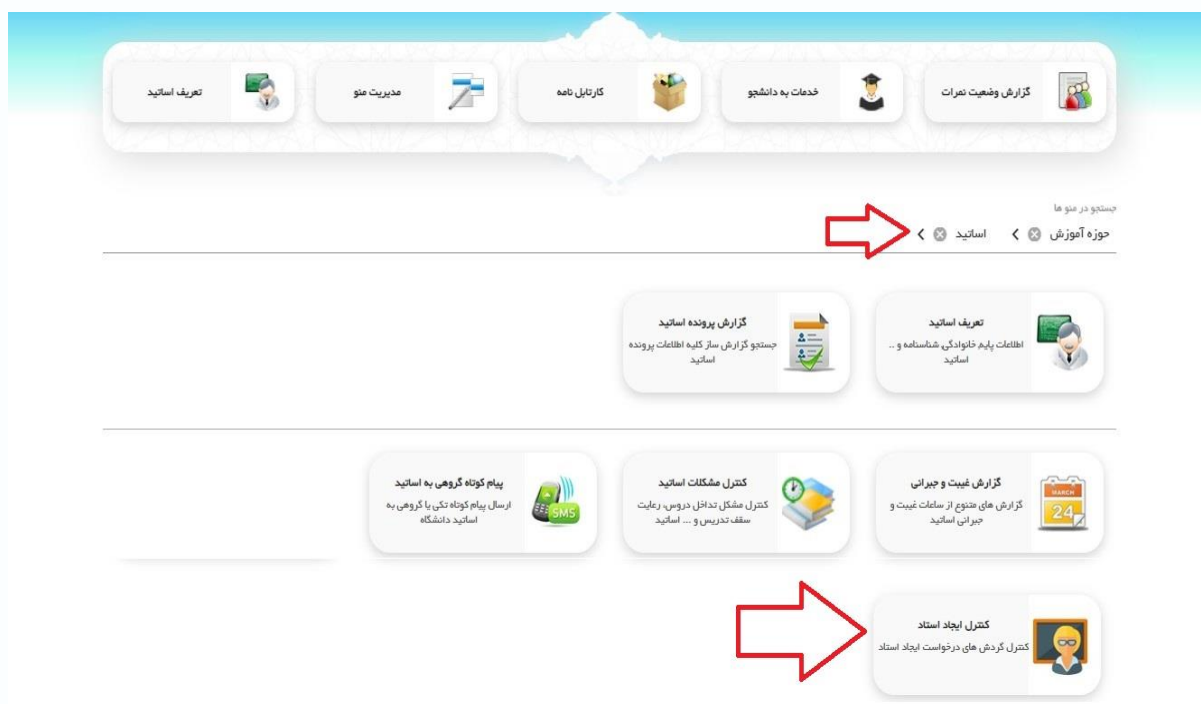 گزارش وضعیت نمرات
خدمات به دانشجو
کارتابل نامه
مدیریت منو
تعریف اساتید
جستجو در منو ها
حوزه آموزش
اساتید
تعریف اساتید
اطلاعات پایه، خانوادگی، شناسنامه و ..
اساتید
گزارش پرونده اساتید
جستجو گزارش ساز کلیه اطلاعات پرونده
اساتید
MARCH
24
گزارش غیبت و جبرانی
گزارش های متنوع از ساعات غیبت و
جبرانی اساتید
کنترل مشکلات اساتید
کنترل مشکل تداخل دروس، رعایت
سقف تدریس و ... اساتید
SMS
پیام کوتاه گروهی به اساتید
ارسال پیام کوتاه تکی یا گروهی به
اساتید دانشگاه
کنترل ایجاد استاد
کنترل گردش های درخواست ایجاد استاد